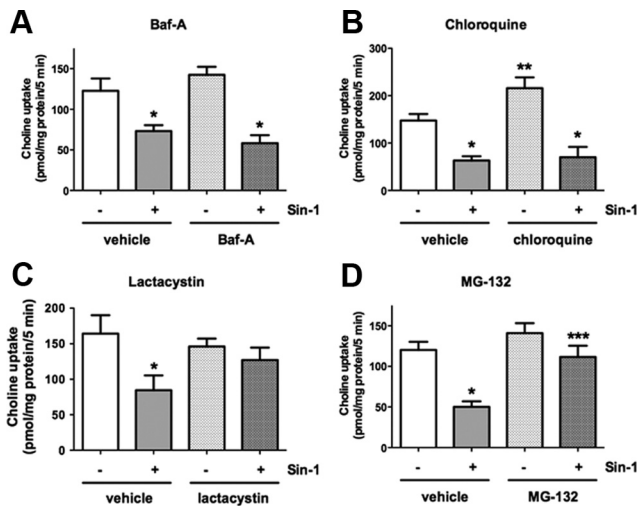 A
Baf-A
Choline uptake
(pmol/mg protein/5 min)
150
100
50
0
*
*
- + - + Sin-1
vehicle Baf-A
B
Chloroquine
Choline uptake
(pmol/mg protein/5 min)
300
200
100
0
*
**
*
- + - + Sin-1
vehicle chloroquine
C
Lactacystin
Choline uptake
(pmol/mg protein/5 min)
200
150
100
50
0
*
- + - + Sin-1
vehicle lactacystin
D
MG-132
Choline uptake
(pmol/mg protein/5 min)
150
100
50
0
*
***
- + - + Sin-1
vehicle MG-132